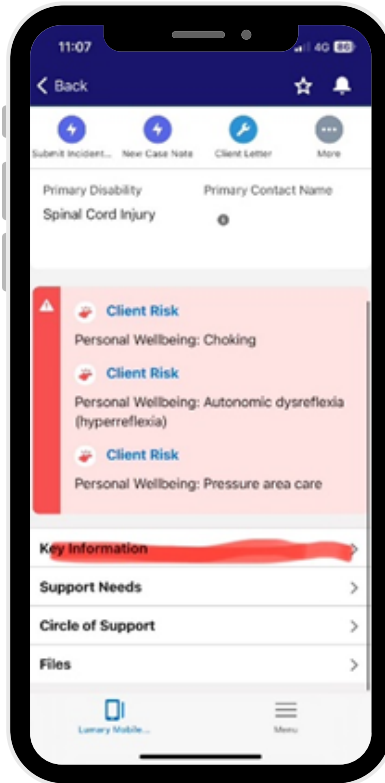 11:07 4G 86
Back
Submit Incident... New Case Note Client Letter More
Primary Disability Primary Contact Name
Spinal Cord Injury
Client Risk
Personal Wellbeing: Choking
Client Risk
Personal Wellbeing: Autonomic dysreflexia
(hyperreflexia)
Client Risk
Personal Wellbeing: Pressure area care
Key Information
Support Needs
Circle of Support
Files
Lumary Mobile... Menu